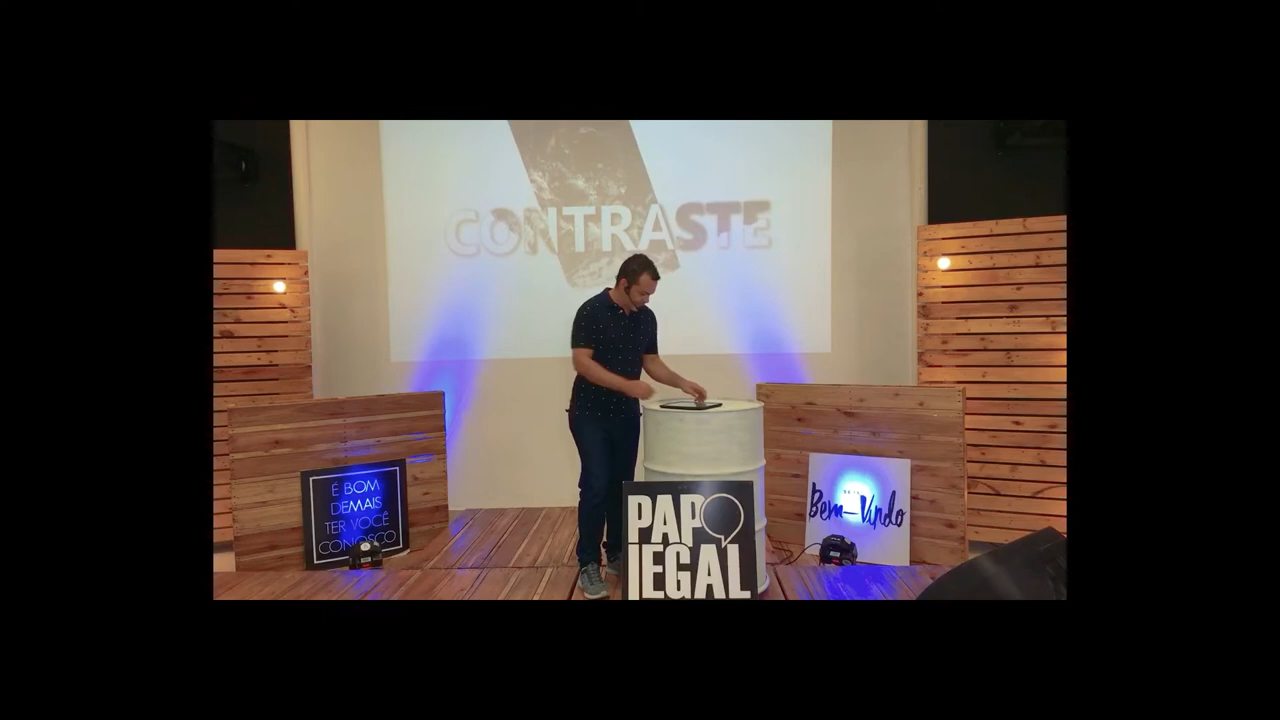 CONTRASTE
É BOM
DEMAIS
TER VOCÊ
CONOSCO
PAPO
LEGAL
Bem-Vindo